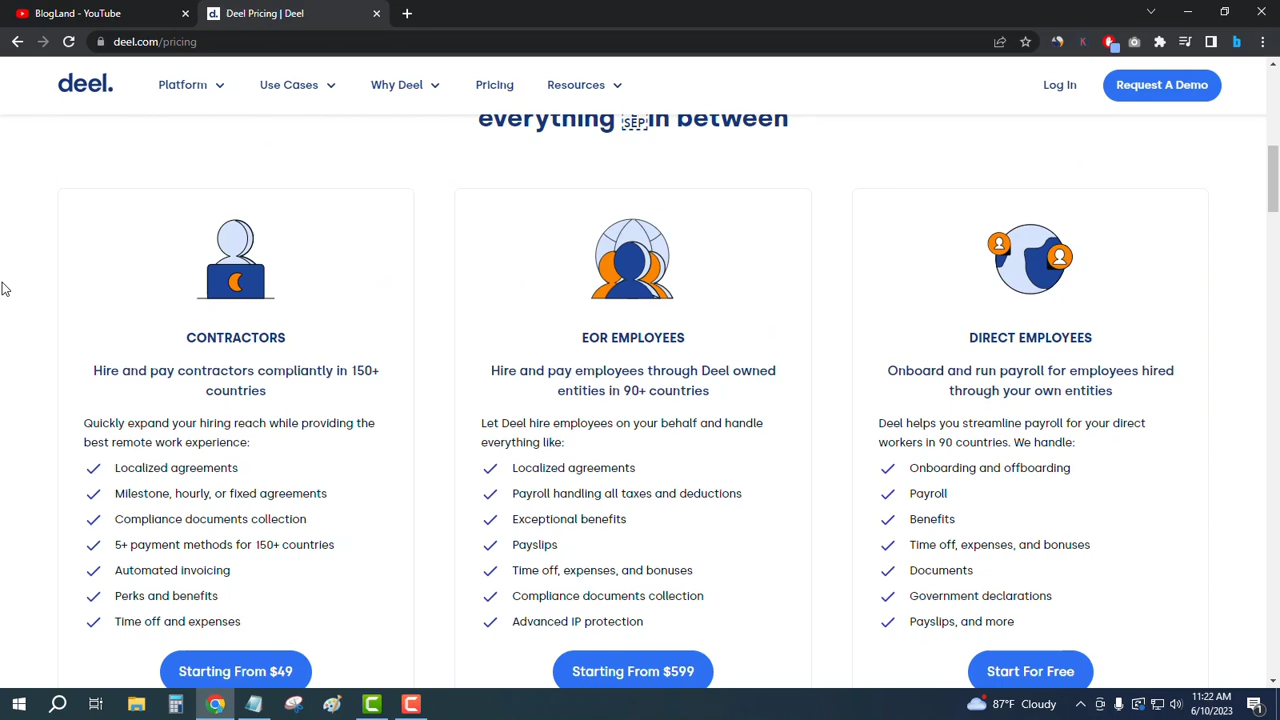 BlogLand - YouTube
d. Deel Pricing | Deel
deel.com/pricing
deel.
Platform
Use Cases
Why Deel
Pricing
Resources
Log In
Request A Demo
everything SEP in between
CONTRACTORS
Hire and pay contractors compliantly in 150+
countries
Quickly expand your hiring reach while providing the
best remote work experience:
Localized agreements
Milestone, hourly, or fixed agreements
Compliance documents collection
5+ payment methods for 150+ countries
Automated invoicing
Perks and benefits
Time off and expenses
Starting From $49
EOR EMPLOYEES
Hire and pay employees through Deel owned
entities in 90+ countries
Let Deel hire employees on your behalf and handle
everything like:
Localized agreements
Payroll handling all taxes and deductions
Exceptional benefits
Payslips
Time off, expenses, and bonuses
Compliance documents collection
Advanced IP protection
Starting From $599
DIRECT EMPLOYEES
Onboard and run payroll for employees hired
through your own entities
Deel helps you streamline payroll for your direct
workers in 90 countries. We handle:
Onboarding and offboarding
Payroll
Benefits
Time off, expenses, and bonuses
Documents
Government declarations
Payslips, and more
Start For Free
87°F Cloudy
11:22 AM
6/10/2023